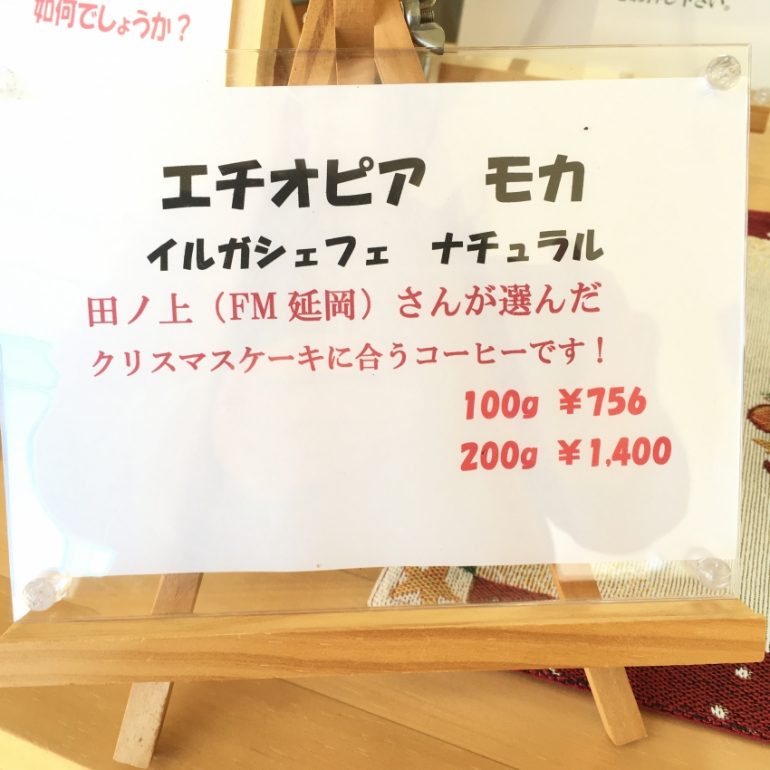 如何でしょうか？
下さい。
エチオピア　モカ
イルガシェフェ　ナチュラル
田ノ上（FM 延岡）さんが選んだ
クリスマスケーキに合うコーヒーです！
100g ￥756
200g ￥1,400